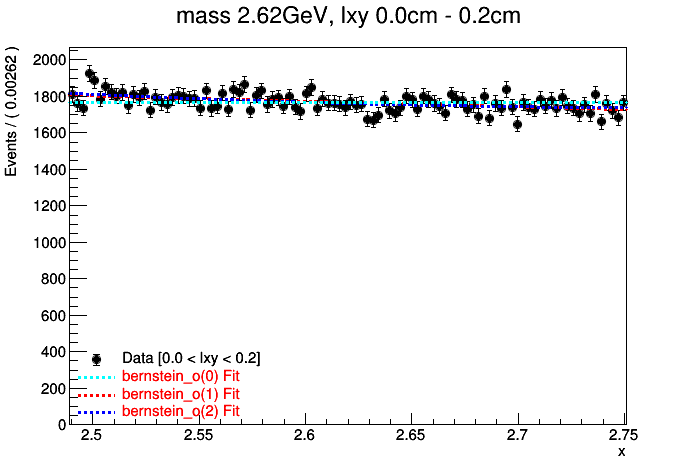 mass 2.62GeV, lxy 0.0cm - 0.2cm
Events / ( 0.00262 )
2000
1800
1600
1400
1200
1000
800
600
400
200
0
Data [0.0 < lxy < 0.2]
bernstein_o(0) Fit
bernstein_o(1) Fit
bernstein_o(2) Fit
2.5 2.55 2.6 2.65 2.7 2.75
x